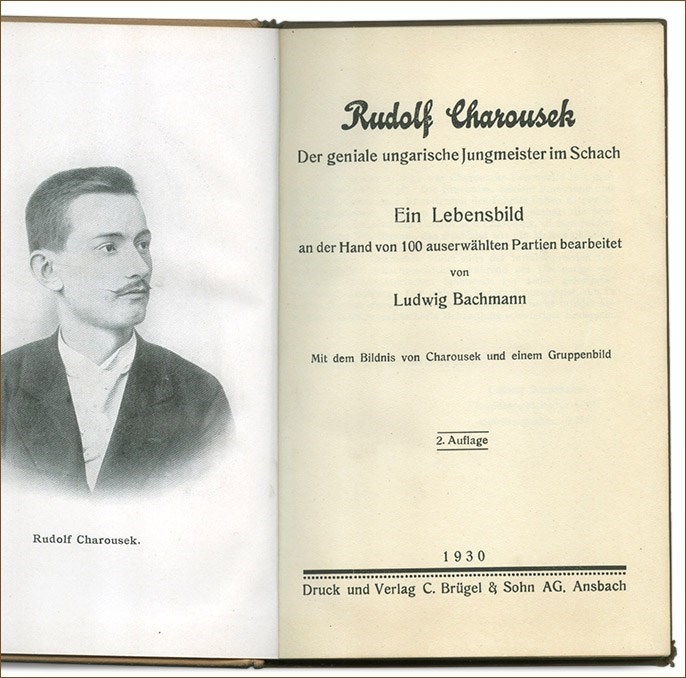 Rudolf Charousek.
Rudolf Charousek
Der geniale ungarische Jungmeister im Schach
Ein Lebensbild
an der Hand von 100 auserwählten Partien bearbeitet
von
Ludwig Bachmann
Mit dem Bildnis von Charousek und einem Gruppenbild
2. Auflage
1930
Druck und Verlag C. Brügel & Sohn AG. Ansbach